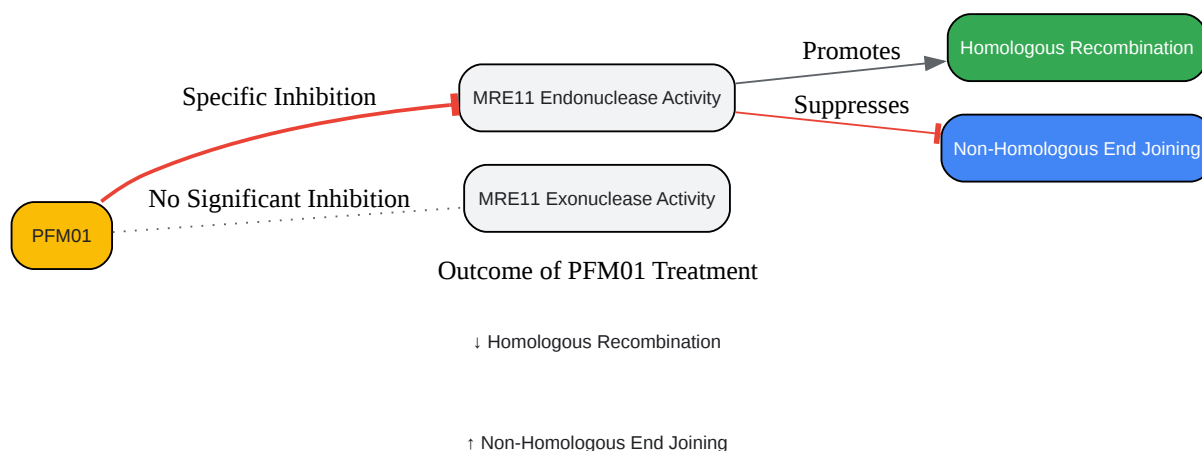 Promotes
Homologous Recombination
Specific Inhibition
MRE11 Endonuclease Activity
Suppresses
Non-Homologous End Joining
No Significant Inhibition
MRE11 Exonuclease Activity
PFM01
Outcome of PFM01 Treatment
↓ Homologous Recombination
↑ Non-Homologous End Joining